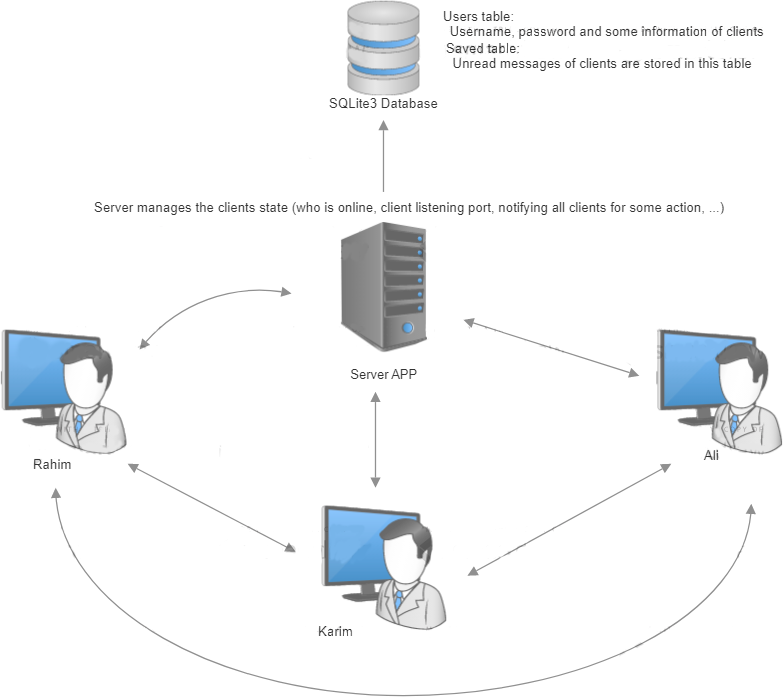 Users table:
Username, password and some information of clients
Saved table:
Unread messages of clients are stored in this table
SQLite3 Database
Server manages the clients state (who is online, client listening port, notifying all clients for some action, ...)
Server APP
Rahim
Ali
Karim